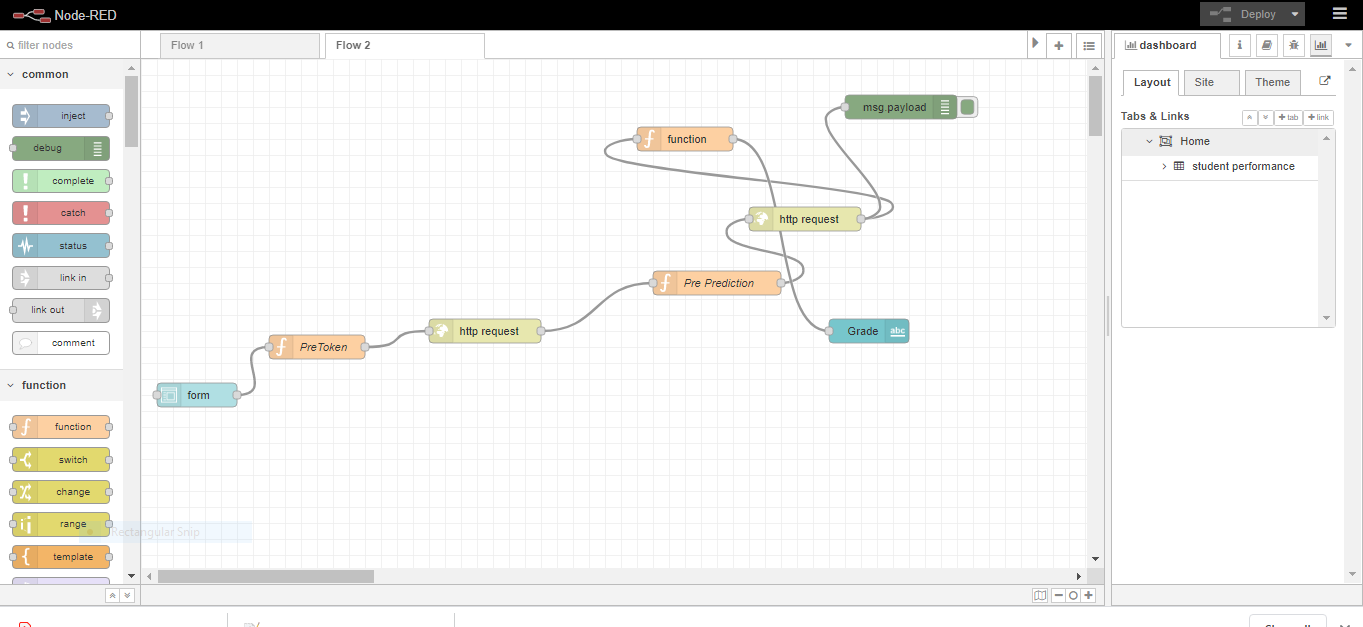 Node-RED
Deploy
filter nodes
Flow 1
Flow 2
dashboard
i
common
inject
debug
complete
catch
status
link in
link out
comment
function
function
switch
change
range
template
Rectangular Snip
form
PreToken
http request
Pre Prediction
function
http request
msg.payload
Grade
abc
Layout
Site
Theme
Tabs & Links
+ tab
+ link
Home
student performance